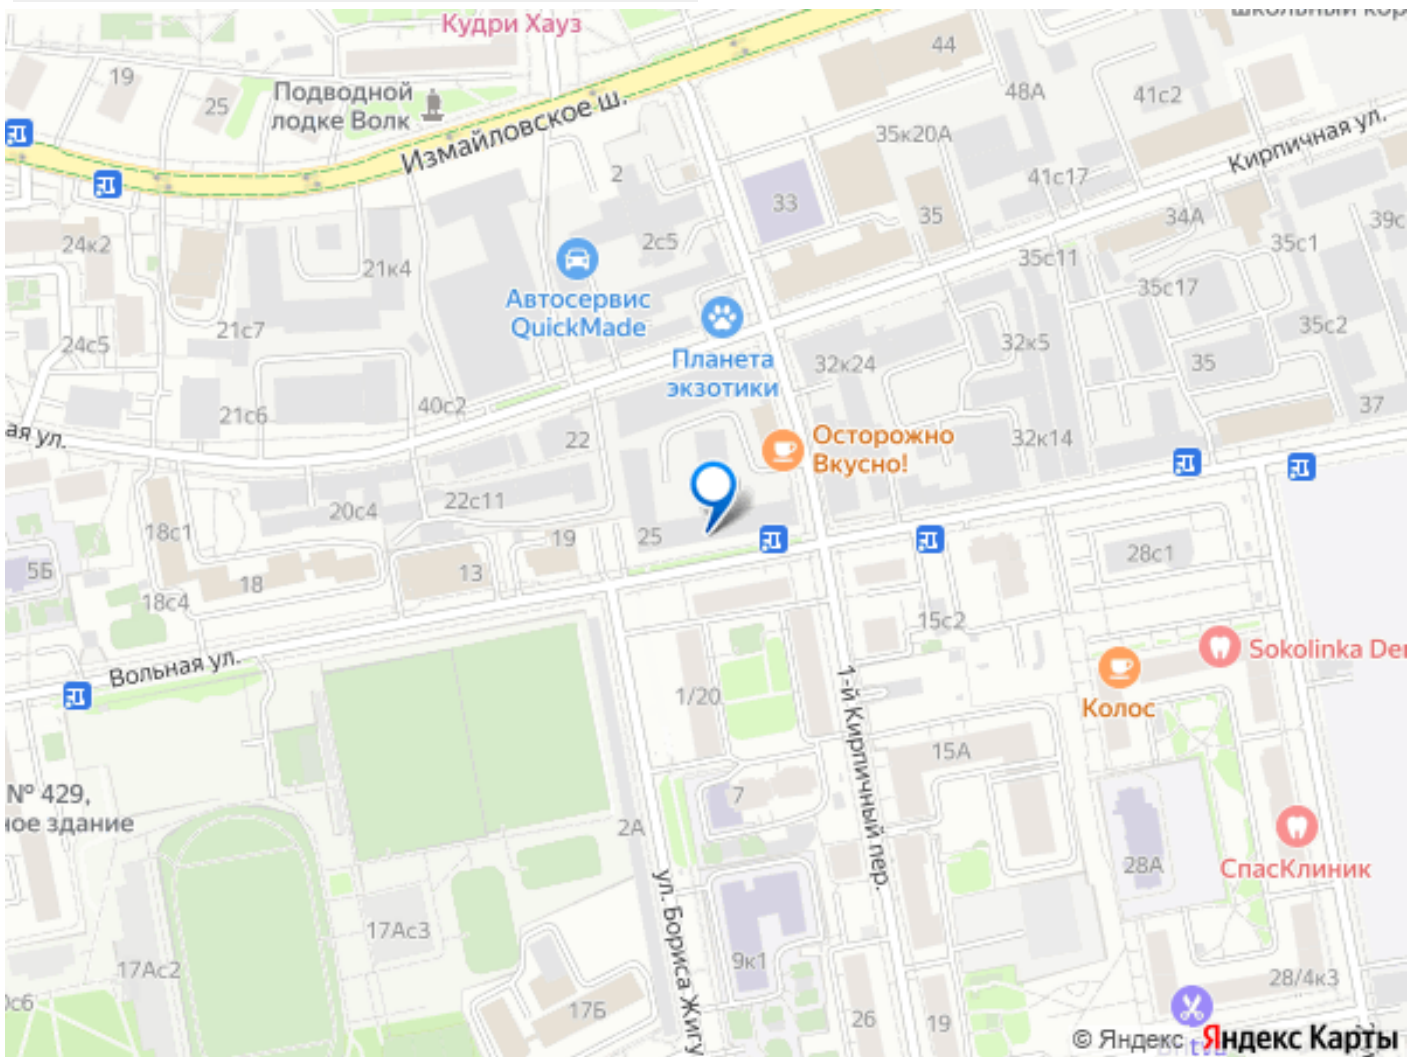 Кудри Хауз
44
19
Подводной
лодке Волк
25
48А
41с2
Измайловское ш.
35к20А
Кирпичная ул.
2
41с17
33
35
34А
39с
24к2
2с5
35с1
21к4
35с11
35с17
Автосервис
QuickMade
21с7
35с2
24с5
32к5
Планета
экзотики
32к24
35
21с6
40с2
37
ая ул.
22
Осторожно
Вкусно!
32к14
22с11
20с4
18с1
25
19
28с1
5Б
13
18
18с4
15с2
Вольная ул.
Sokolinka Der
1/20
1-й Кирпичный пер.
Колос
15А
7
№ 429,
ное здание
2А
28А
СпасКлиник
ул. Бориса Жигу
17Ас3
17Ас2
9к1
28/4к3
17Б
26
19
© Яндекс
Яндекс Карты